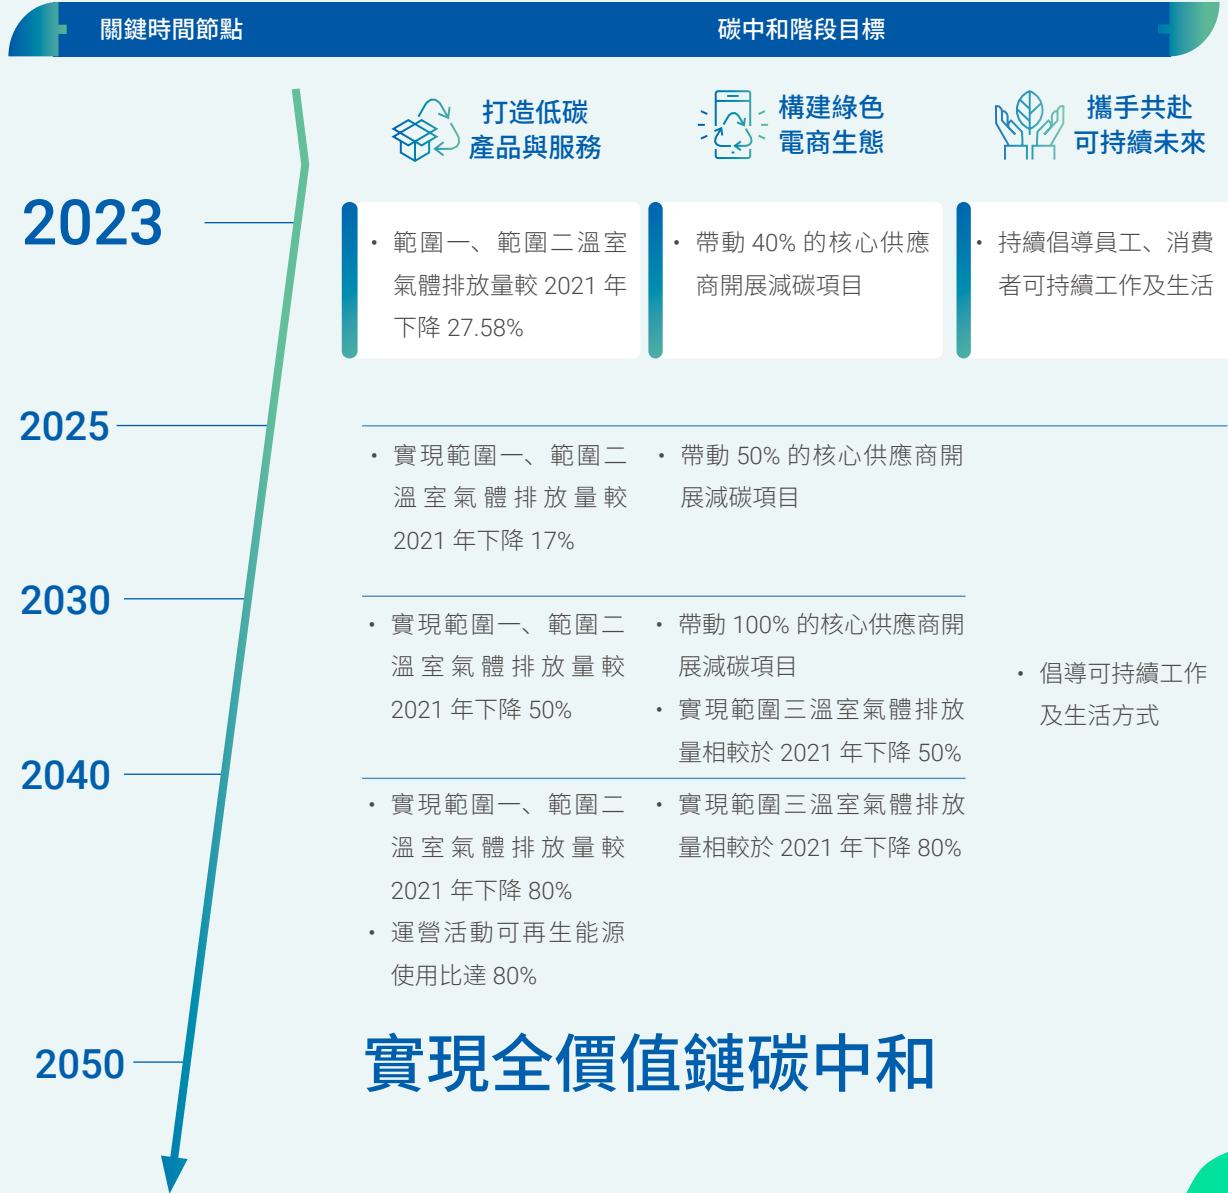 關鍵時間節點
碳中和階段目標
打造低碳
產品與服務
構建綠色
電商生態
攜手共赴
可持續未來
2023
• 範圍一、範圍二溫室
氣體排放量較 2021 年
下降 27.58%
• 帶動 40% 的核心供應
商開展減碳項目
• 持續倡導員工、消費
者可持續工作及生活
2025
• 實現範圍一、範圍二
溫室氣體排放量較
2021 年下降 17%
• 帶動 50% 的核心供應商開
展減碳項目
2030
• 實現範圍一、範圍二
溫室氣體排放量較
2021 年下降 50%
• 帶動 100% 的核心供應商開
展減碳項目
• 實現範圍三溫室氣體排放
量相較於 2021 年下降 50%
• 倡導可持續工作
及生活方式
2040
• 實現範圍一、範圍二
溫室氣體排放量較
2021 年下降 80%
• 運營活動可再生能源
使用比達 80%
• 實現範圍三溫室氣體排放
量相較於 2021 年下降 80%
2050
實現全價值鏈碳中和